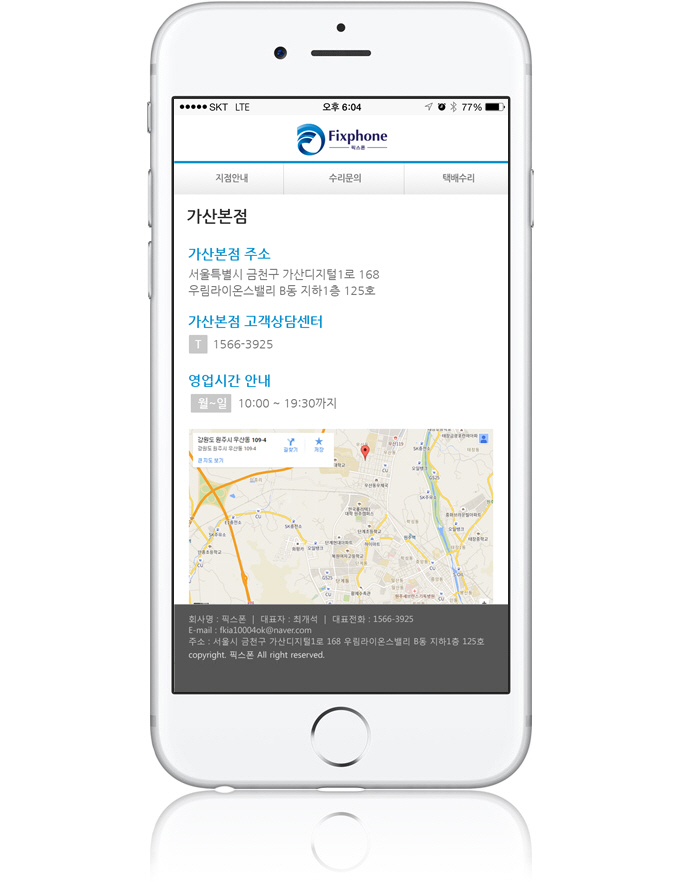 SKT LTE 오후 6:04 77%
Fixphone
픽스폰
지점안내 수리문의 택배수리
가산본점
가산본점 주소
서울특별시 금천구 가산디지털1로 168
우림라이온스밸리 B동 지하1층 125호
가산본점 고객상담센터
T 1566-3925
영업시간 안내
월~일 10:00 ~ 19:30까지
강원도 원주시 우산동 109-4
강원도 원주시 우산동 109-4
길찾기 저장
큰 지도 보기
회사명 : 픽스폰 | 대표자 : 최개석 | 대표전화 : 1566-3925
E-mail : fkia10004ok@naver.com
주소 : 서울시 금천구 가산디지털1로 168 우림라이온스밸리 B동 지하1층 125호
copyright. 픽스폰 All right reserved.